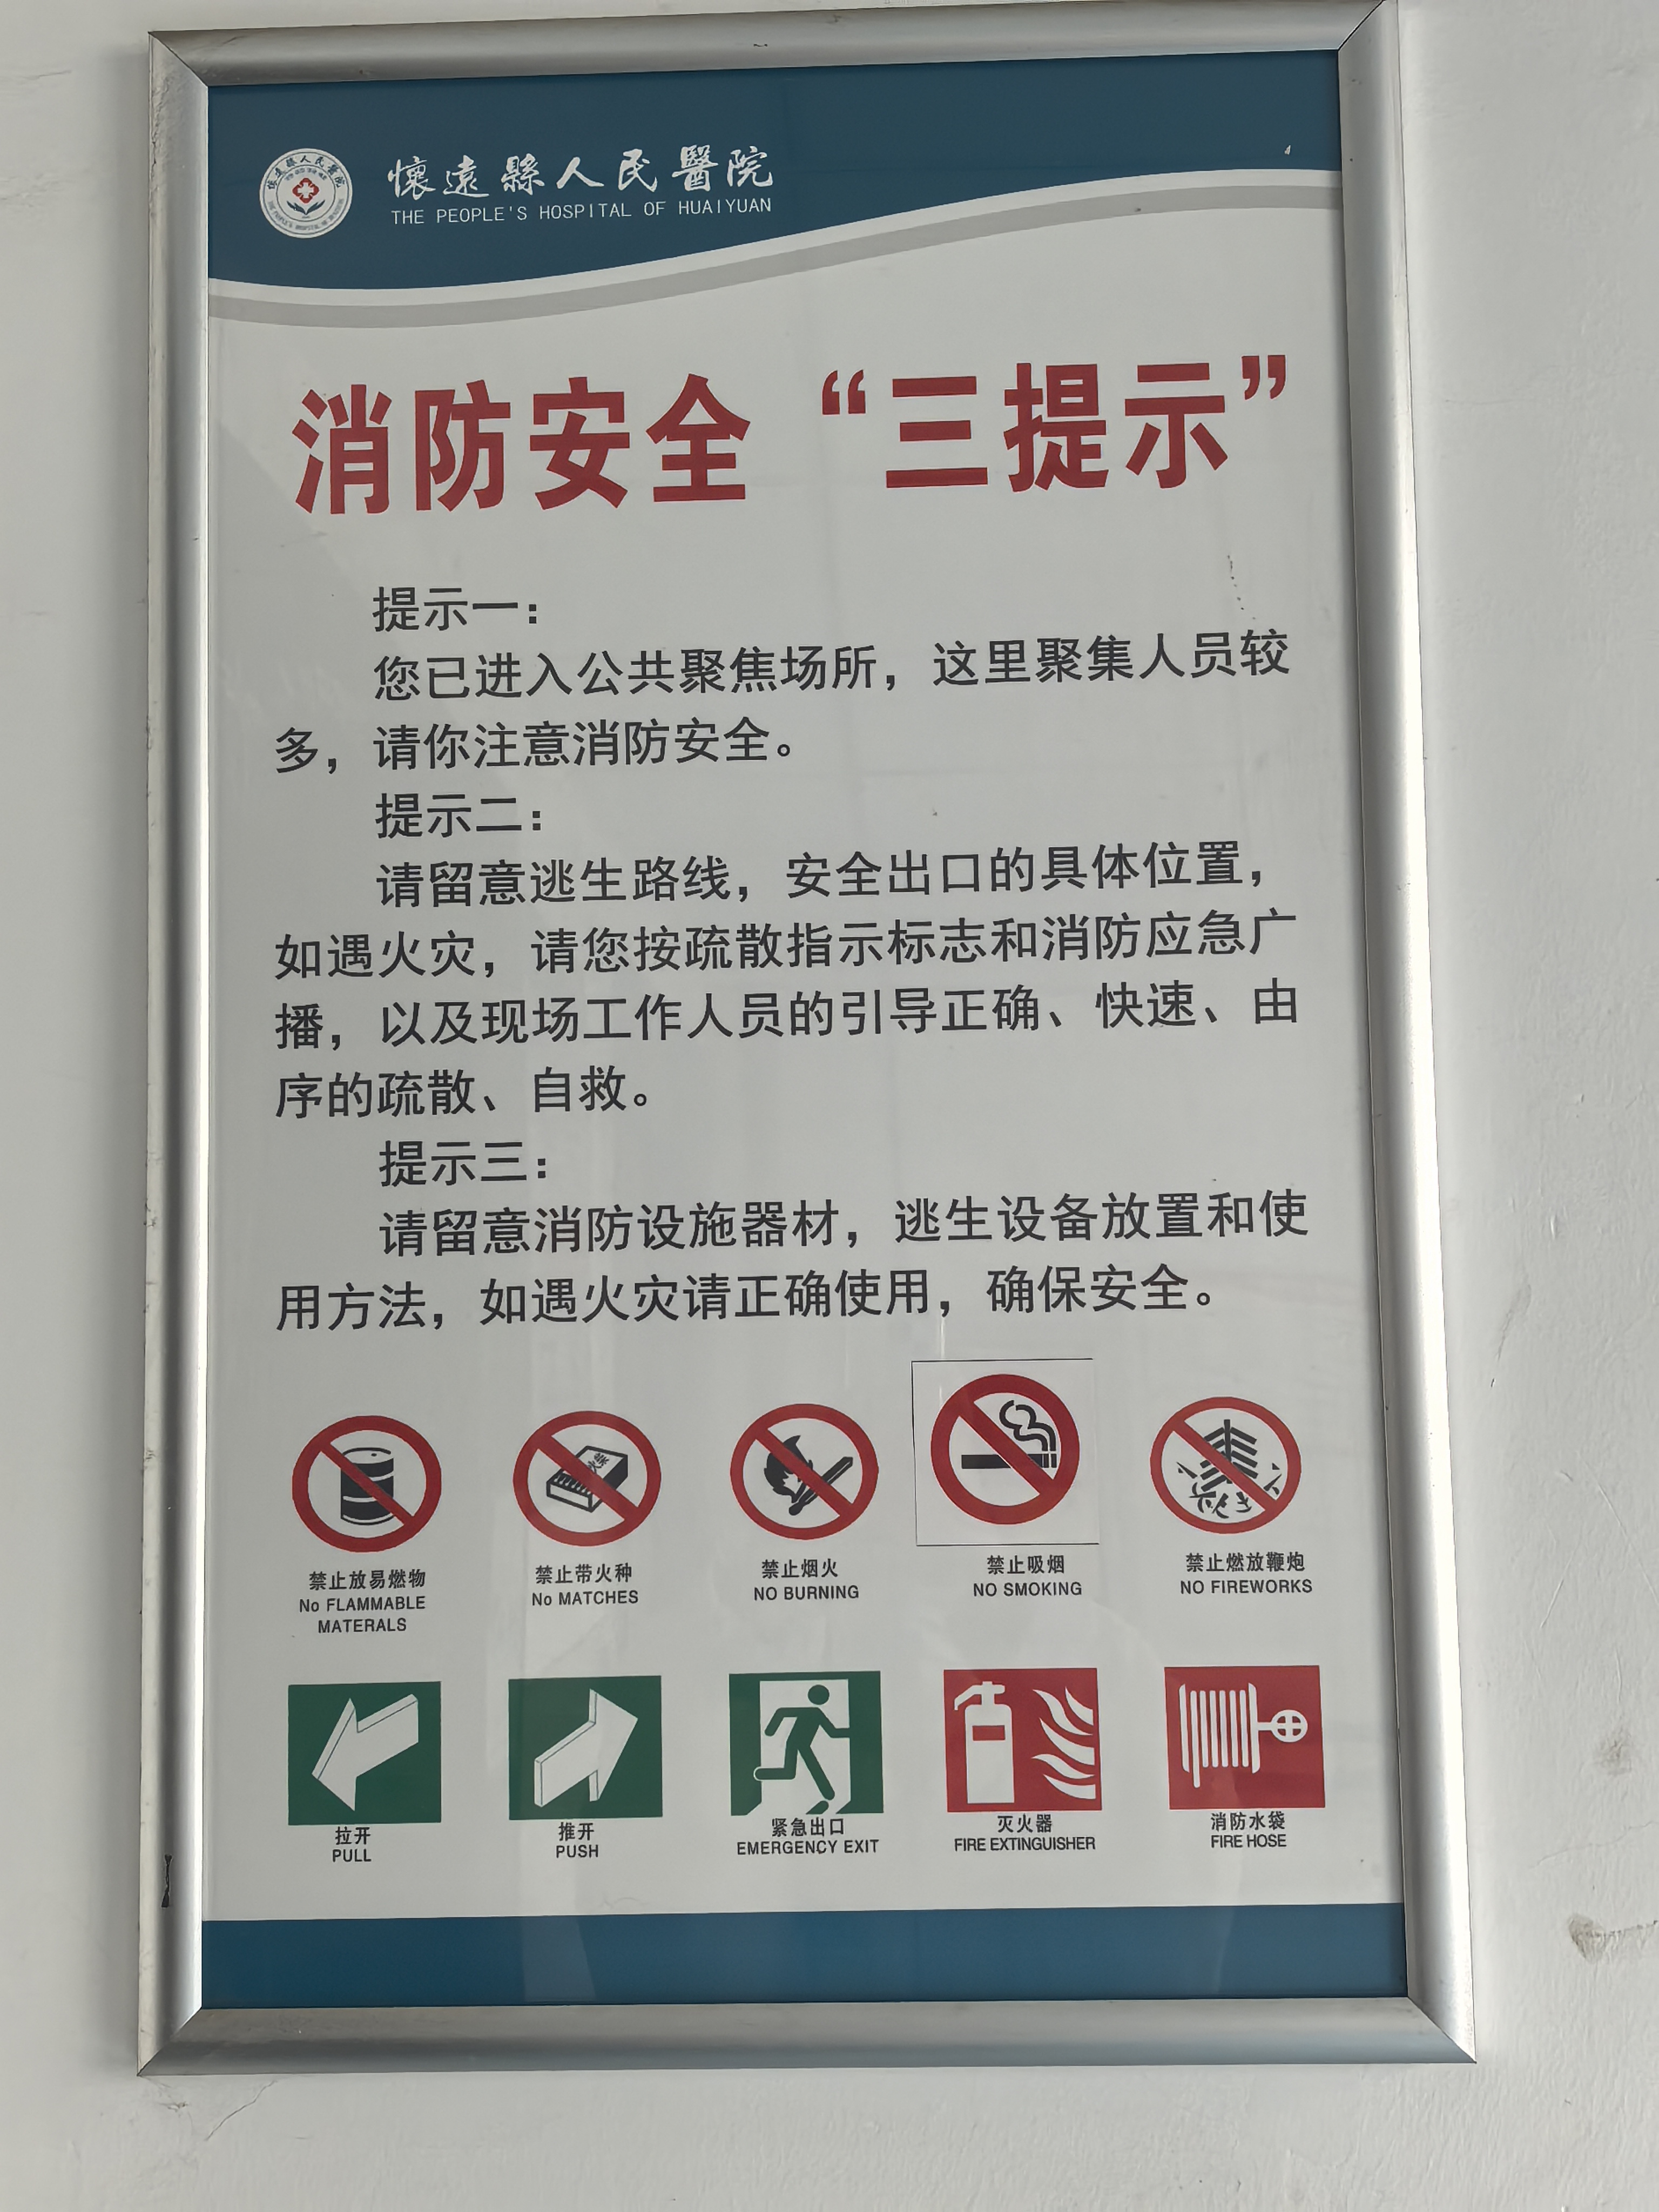 懷遠縣人民醫院
THE PEOPLE'S HOSPITAL OF HUAIYUAN
消防安全“三提示”
提示一：
您已进入公共聚焦场所，这里聚集人员较
多，请你注意消防安全。
提示二：
请留意逃生路线，安全出口的具体位置，
如遇火灾，请您按疏散指示标志和消防应急广
播，以及现场工作人员的引导正确、快速、由
序的疏散、自救。
提示三：
请留意消防设施器材，逃生设备放置和使
用方法，如遇火灾请正确使用，确保安全。
火柴
禁止放易燃物
No FLAMMABLE
MATERALS
禁止带火种
No MATCHES
禁止烟火
NO BURNING
禁止吸烟
NO SMOKING
禁止燃放鞭炮
NO FIREWORKS
拉开
PULL
推开
PUSH
紧急出口
EMERGENCY EXIT
灭火器
FIRE EXTINGUISHER
消防水袋
FIRE HOSE